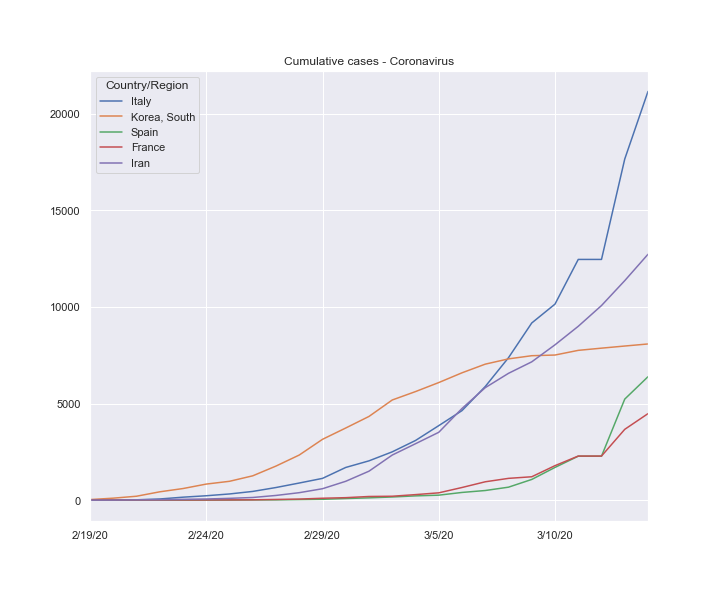 Cumulative cases - Coronavirus
Country/Region
Italy
Korea, South
Spain
France
Iran
20000
15000
10000
5000
0
2/19/20 2/24/20 2/29/20 3/5/20 3/10/20